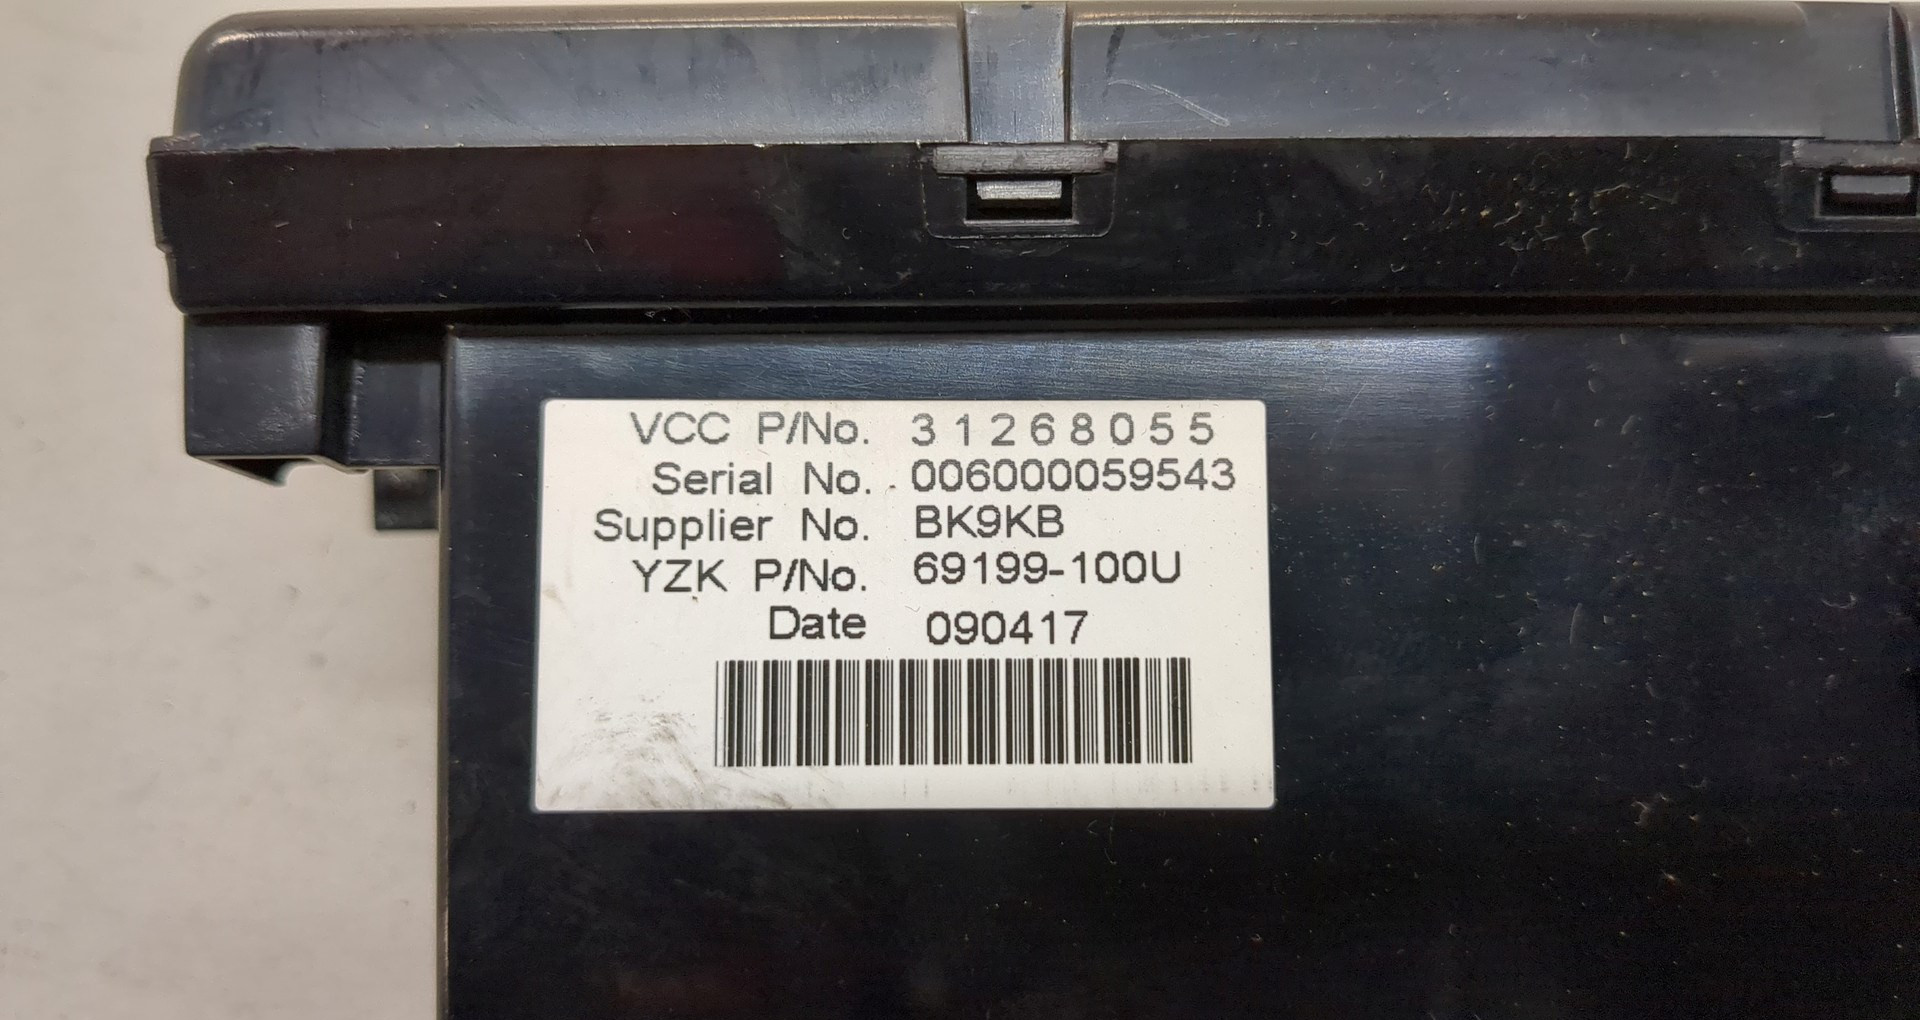 VCC P/No. 31268055
Serial No. 006000059543
Supplier No. BK9KB
YZK P/No. 69199-100U
Date 090417